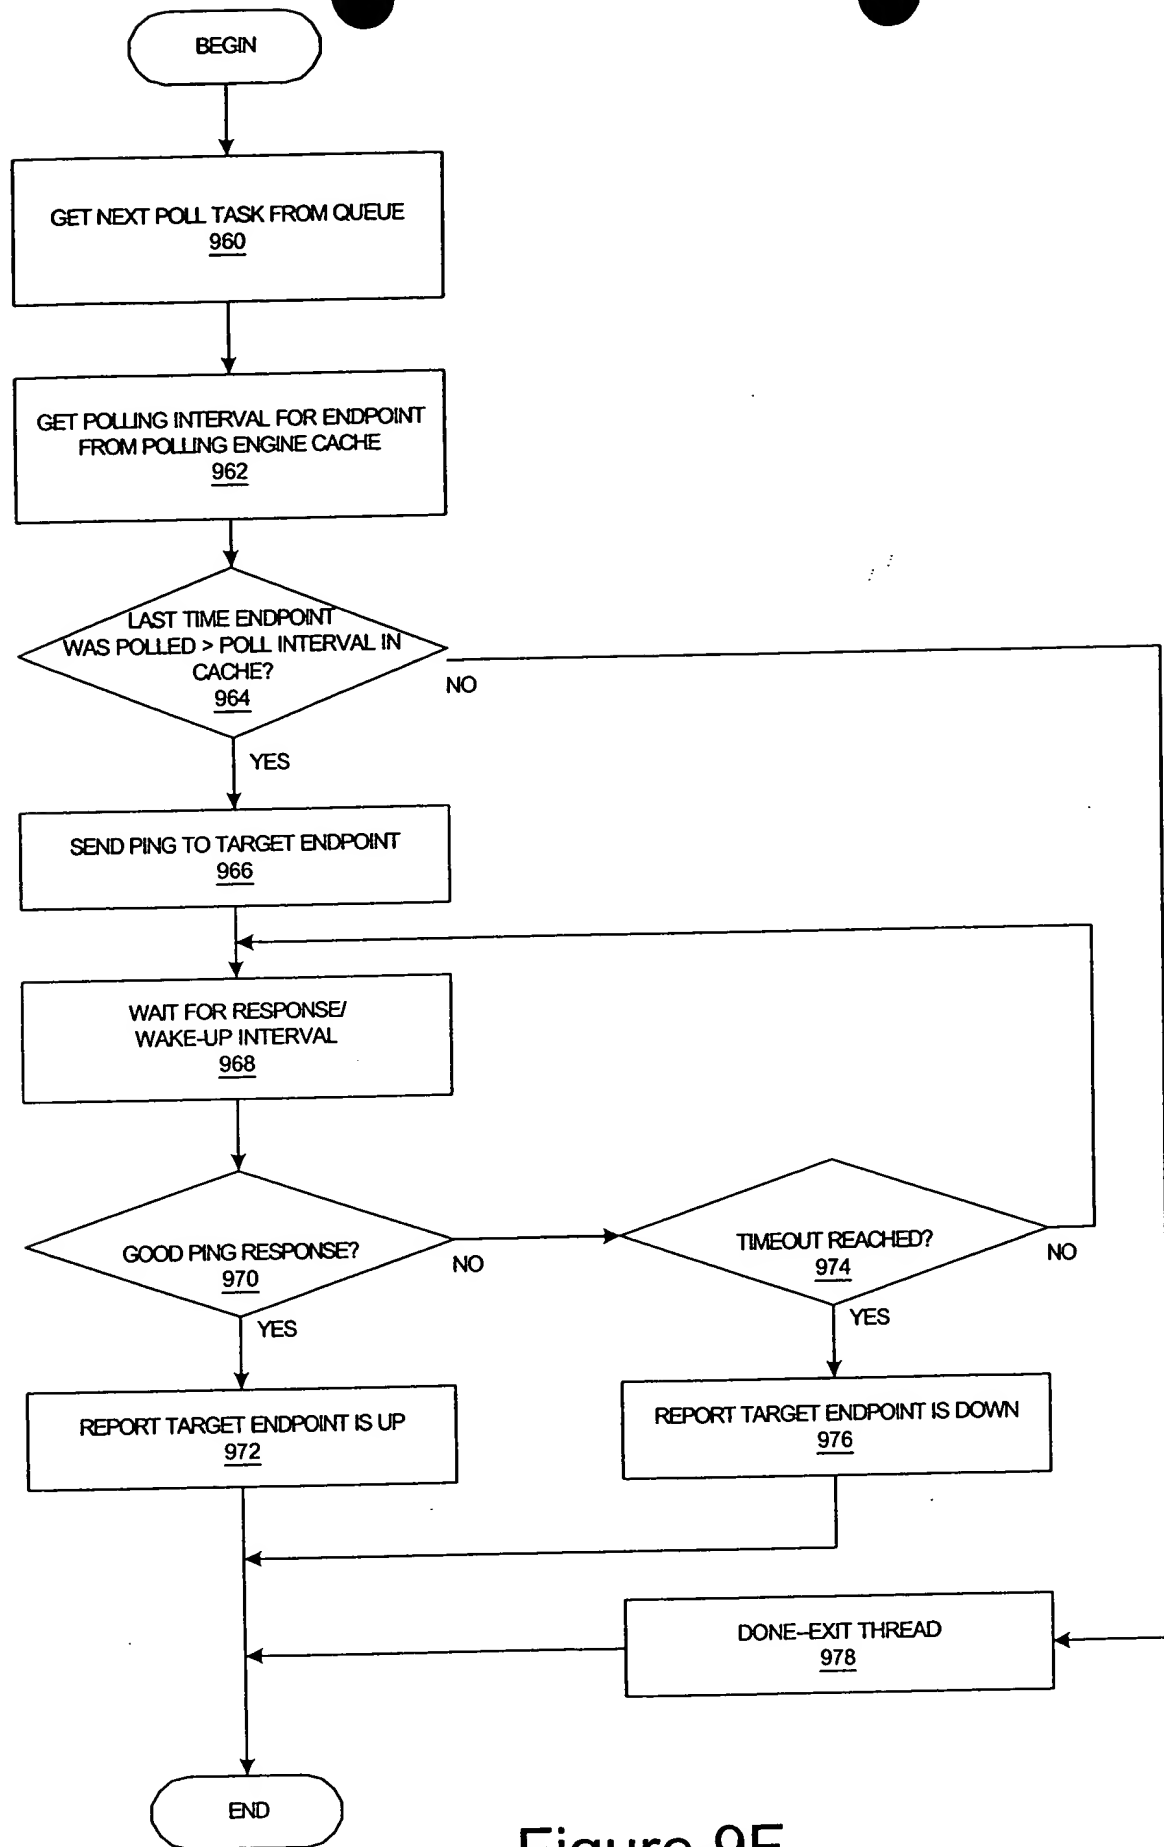 BEGIN
GET NEXT POLL TASK FROM QUEUE
960
GET POLLING INTERVAL FOR ENDPOINT
FROM POLLING ENGINE CACHE
962
LAST TIME ENDPOINT
WAS POLLED > POLL INTERVAL IN
CACHE?
964
NO
YES
SEND PING TO TARGET ENDPOINT
966
WAIT FOR RESPONSE/
WAKE-UP INTERVAL
968
GOOD PING RESPONSE?
970
NO
YES
TIMEOUT REACHED?
974
NO
YES
REPORT TARGET ENDPOINT IS UP
972
REPORT TARGET ENDPOINT IS DOWN
976
DONE–EXIT THREAD
978
END
Figure